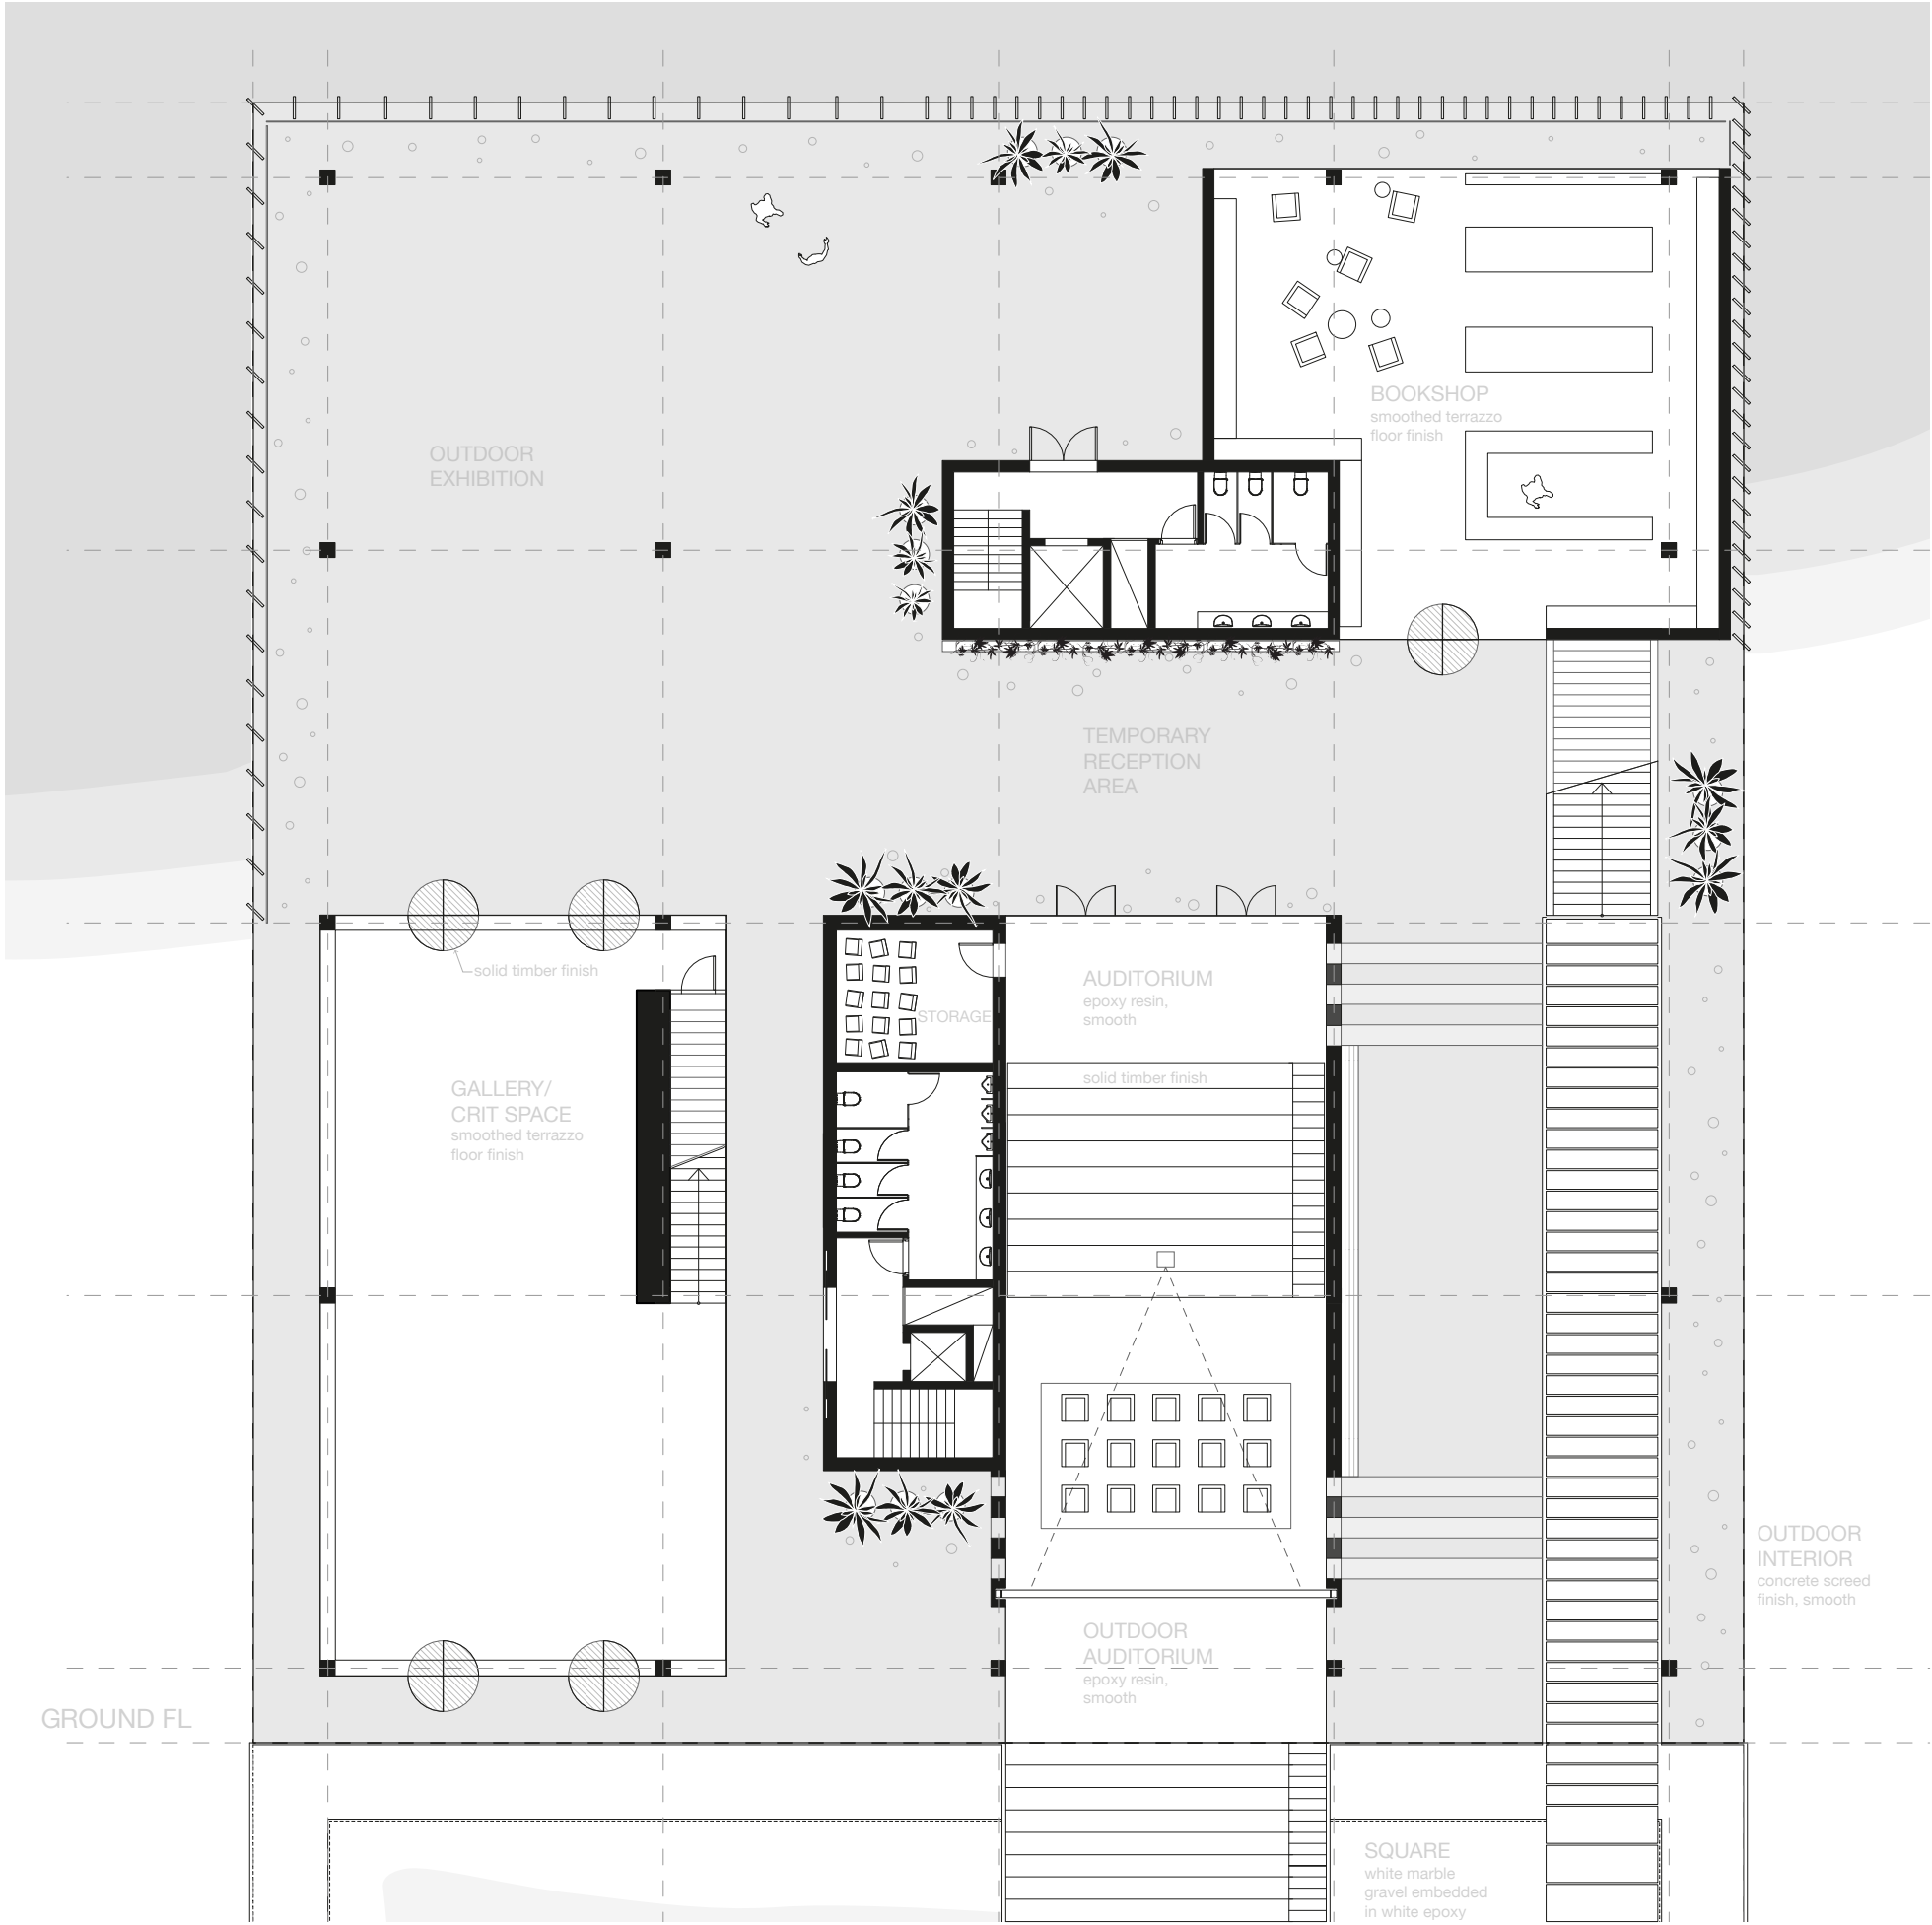 OUTDOOR
EXHIBITION
BOOKSHOP
smoothed terrazzo
floor finish
TEMPORARY
RECEPTION
AREA
solid timber finish
STORAGE
AUDITORIUM
epoxy resin,
smooth
solid timber finish
GALLERY/
CRIT SPACE
smoothed terrazzo
floor finish
OUTDOOR
INTERIOR
concrete screed
finish, smooth
OUTDOOR
AUDITORIUM
epoxy resin,
smooth
GROUND FL
SQUARE
white marble
gravel embedded
in white epoxy